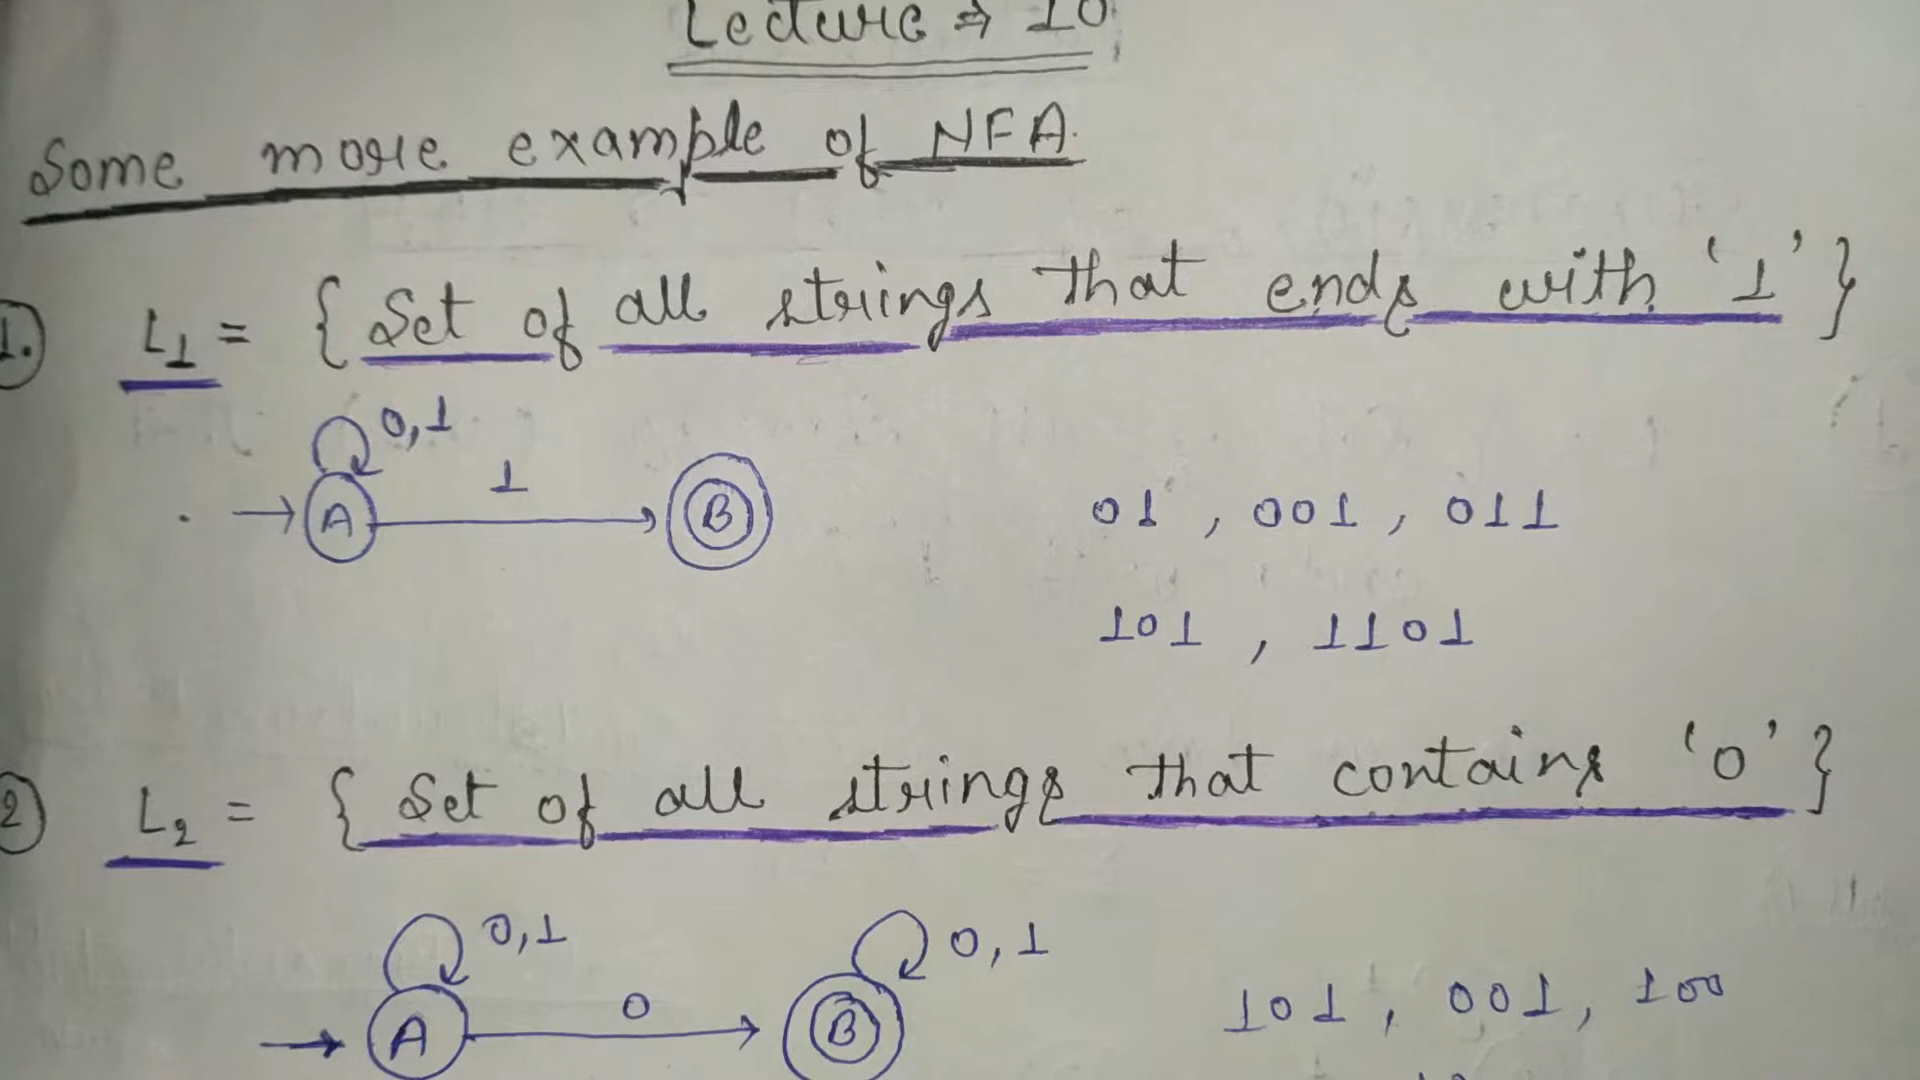 Lecture ⇒ 10
Some more example of NFA.
1. L1 = { Set of all strings that ends with '1' }
0,1
1
A
B
01 , 001 , 011
101 , 1101
2 L2 = { Set of all strings that contains '0' }
0,1
0,1
0
A
B
101 , 001, 100